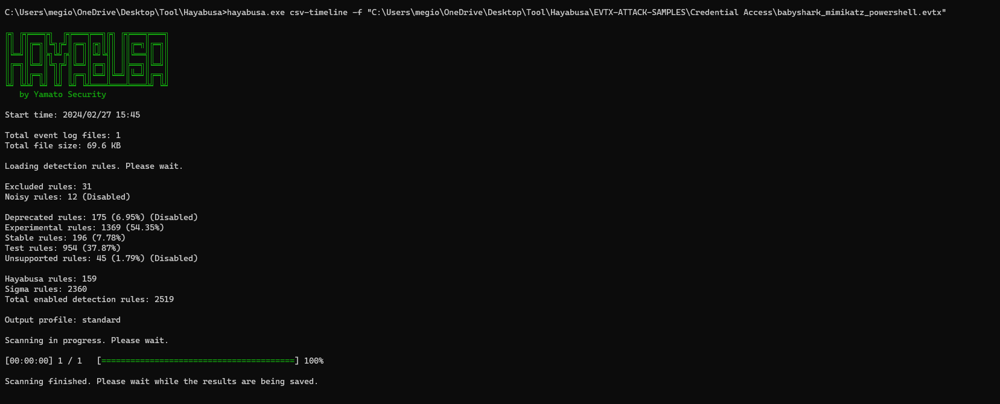 C:\Users\megio\OneDrive\Desktop\Tool\Hayabusa>hayabusa.exe csv-timeline -f "C:\Users\megio\OneDrive\Desktop\Tool\Hayabusa\EVTX-ATTACK-SAMPLES\Credential Access\babyshark_mimikatz_powershell.evtx"
HAYABUSA
by Yamato Security
Start time: 2024/02/27 15:45
Total event log files: 1
Total file size: 69.6 KB
Loading detection rules. Please wait.
Excluded rules: 31
Noisy rules: 12 (Disabled)
Deprecated rules: 175 (6.95%) (Disabled)
Experimental rules: 1369 (54.35%)
Stable rules: 196 (7.78%)
Test rules: 954 (37.87%)
Unsupported rules: 45 (1.79%) (Disabled)
Hayabusa rules: 159
Sigma rules: 2360
Total enabled detection rules: 2519
Output profile: standard
Scanning in progress. Please wait.
[00:00:00] 1 / 1   [========================================] 100%
Scanning finished. Please wait while the results are being saved.